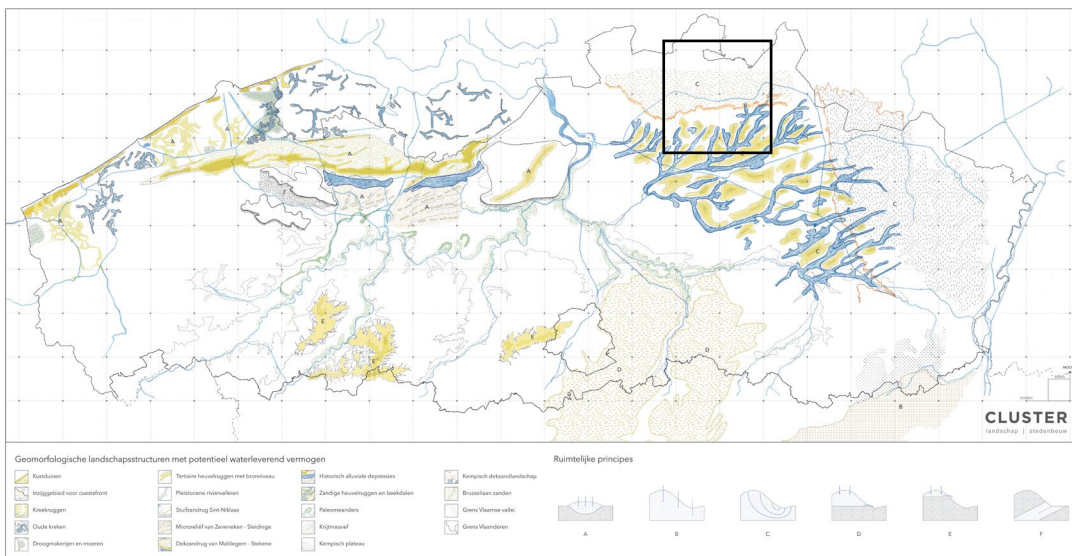 C
B
A
A
A
A
F
A
A
C
C
E
E
D
D
B
CLUSTER
landschap | stedenbouw
Geomorfologische landschapsstructuren met potentieel waterleverend vermogen
Kustduinen
Inzijggebied voor cuestafront
Kreekruggen
Oude kreken
Droogmakerijen en moeren
Tertiaire heuvelruggen met bronniveau
Pleistocene riviervalleien
Stuifzandrug Sint-Niklaas
Microreliëf van Zeveneken - Sleidinge
Dekzandrug van Maldegem - Stekene
Historisch alluviale depressies
Zandige heuvelruggen en beekdalen
Paleomeanders
Krijtmassief
Kempisch plateau
Kempisch dekzandlandschap
Brusseliaan zanden
Grens Vlaamse vallei
Grens Vlaanderen
Ruimtelijke principes
A
B
C
D
E
F